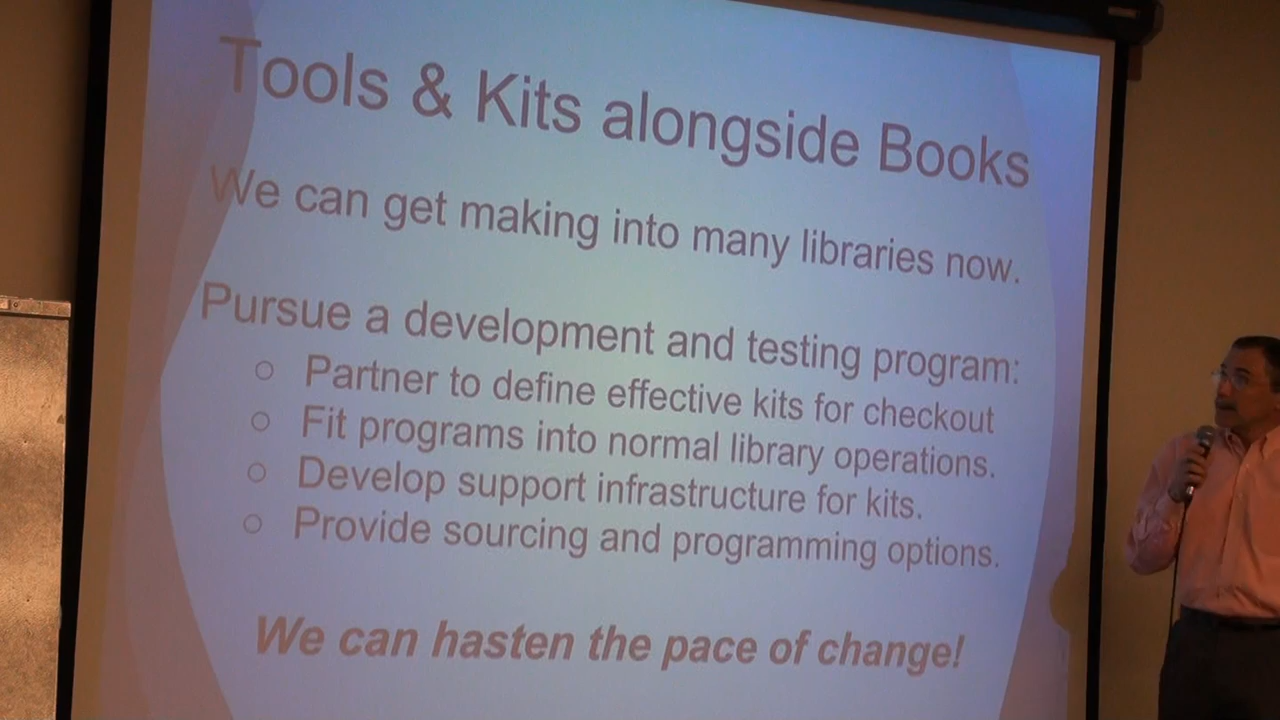 Tools & Kits alongside Books
We can get making into many libraries now.
Pursue a development and testing program:
○ Partner to define effective kits for checkout
○ Fit programs into normal library operations.
○ Develop support infrastructure for kits.
○ Provide sourcing and programming options.
We can hasten the pace of change!